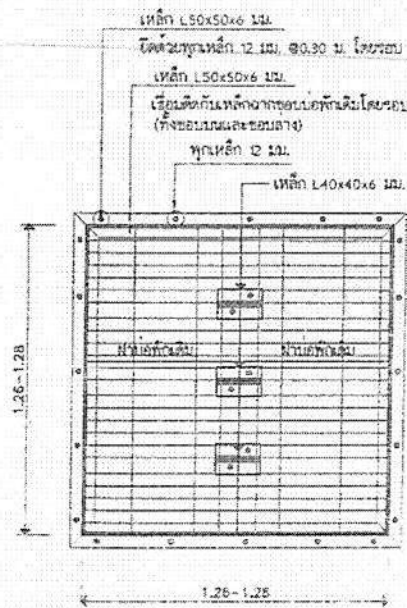 เหล็ก L50x50x6 มม.
ยึดด้วยพุกเหล็ก 12 มม. @0.30 ม. โดยรอบ
เหล็ก L50x50x6 มม.
เชื่อมติดกับเหล็กฉากขอบบ่อพักเดิมโดยรอบ
(ทั้งขอบบนและขอบล่าง)
พุกเหล็ก 12 มม.
เหล็ก L40x40x6 มม.
ฝาบ่อพักเดิม ฝาบ่อพักเดิม
1.26-1.28
1.26-1.28